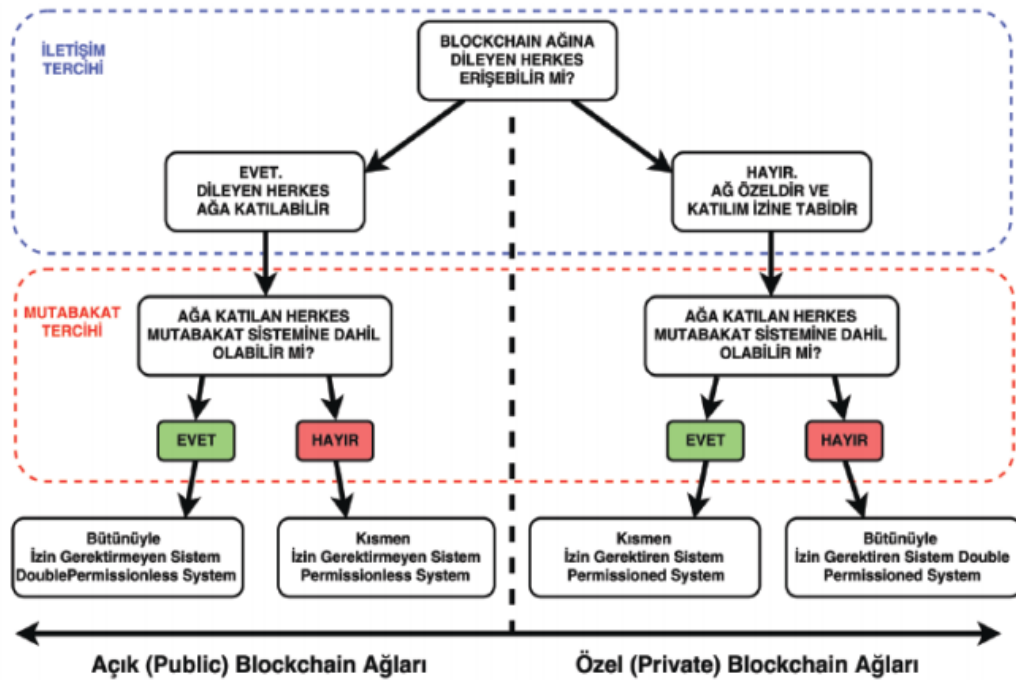 İLETİŞİM
TERCİHİ
BLOCKCHAIN AĞINA
DİLEYEN HERKES
ERİŞEBİLİR Mİ?
EVET.
DİLEYEN HERKES
AĞA KATILABİLİR
HAYIR.
AĞ ÖZELDİR VE
KATILIM İZİNE TABİDİR
MUTABAKAT
TERCİHİ
AĞA KATILAN HERKES
MUTABAKAT SİSTEMİNE DAHİL
OLABİLİR Mİ?
AĞA KATILAN HERKES
MUTABAKAT SİSTEMİNE DAHİL
OLABİLİR Mİ?
EVET
HAYIR
EVET
HAYIR
Bütünüyle
İzin Gerektirmeyen Sistem
DoublePermissionless System
Kısmen
İzin Gerektirmeyen Sistem
Permissionless System
Kısmen
İzin Gerektiren Sistem
Permissioned System
Bütünüyle
İzin Gerektiren Sistem Double
Permissioned System
Açık (Public) Blockchain Ağları
Özel (Private) Blockchain Ağları